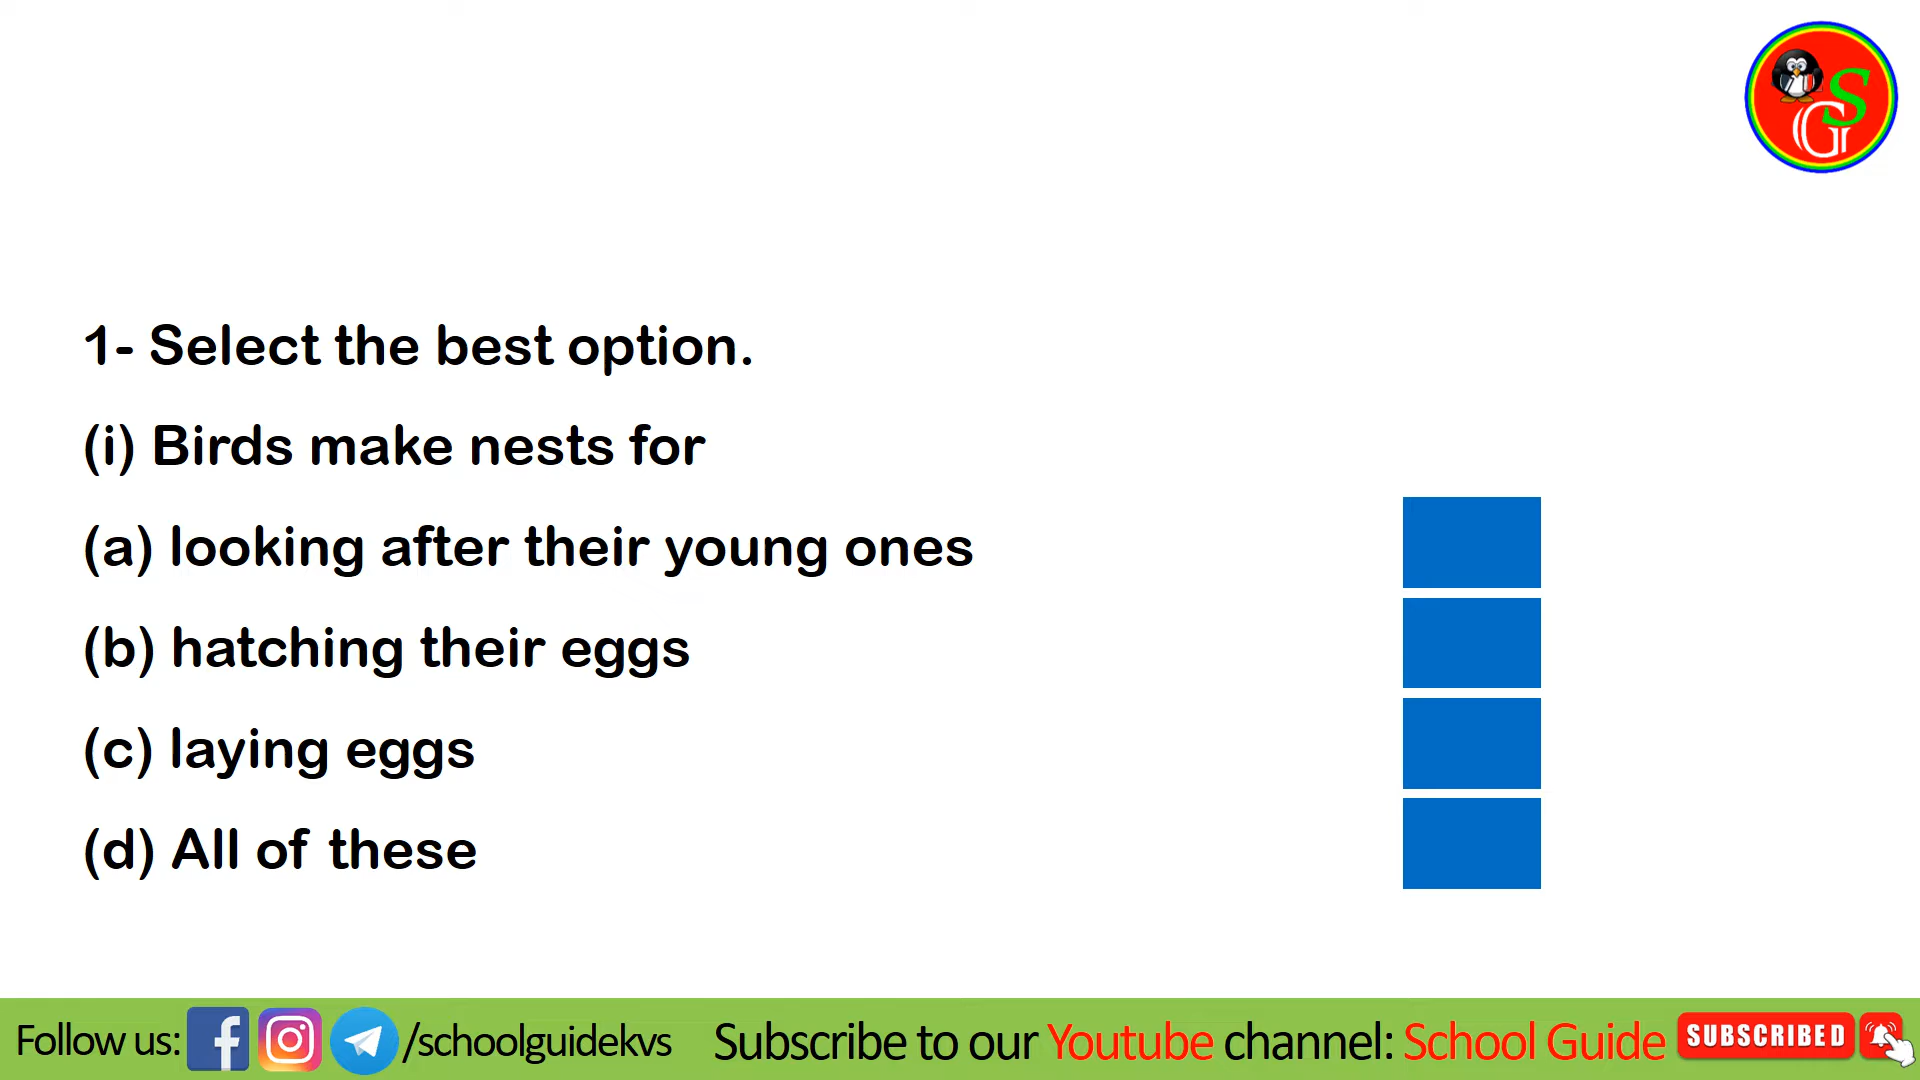 SG
1- Select the best option.
(i) Birds make nests for
(a) looking after their young ones
(b) hatching their eggs
(c) laying eggs
(d) All of these
Follow us: /schoolguidekvs Subscribe to our Youtube channel: School Guide SUBSCRIBED